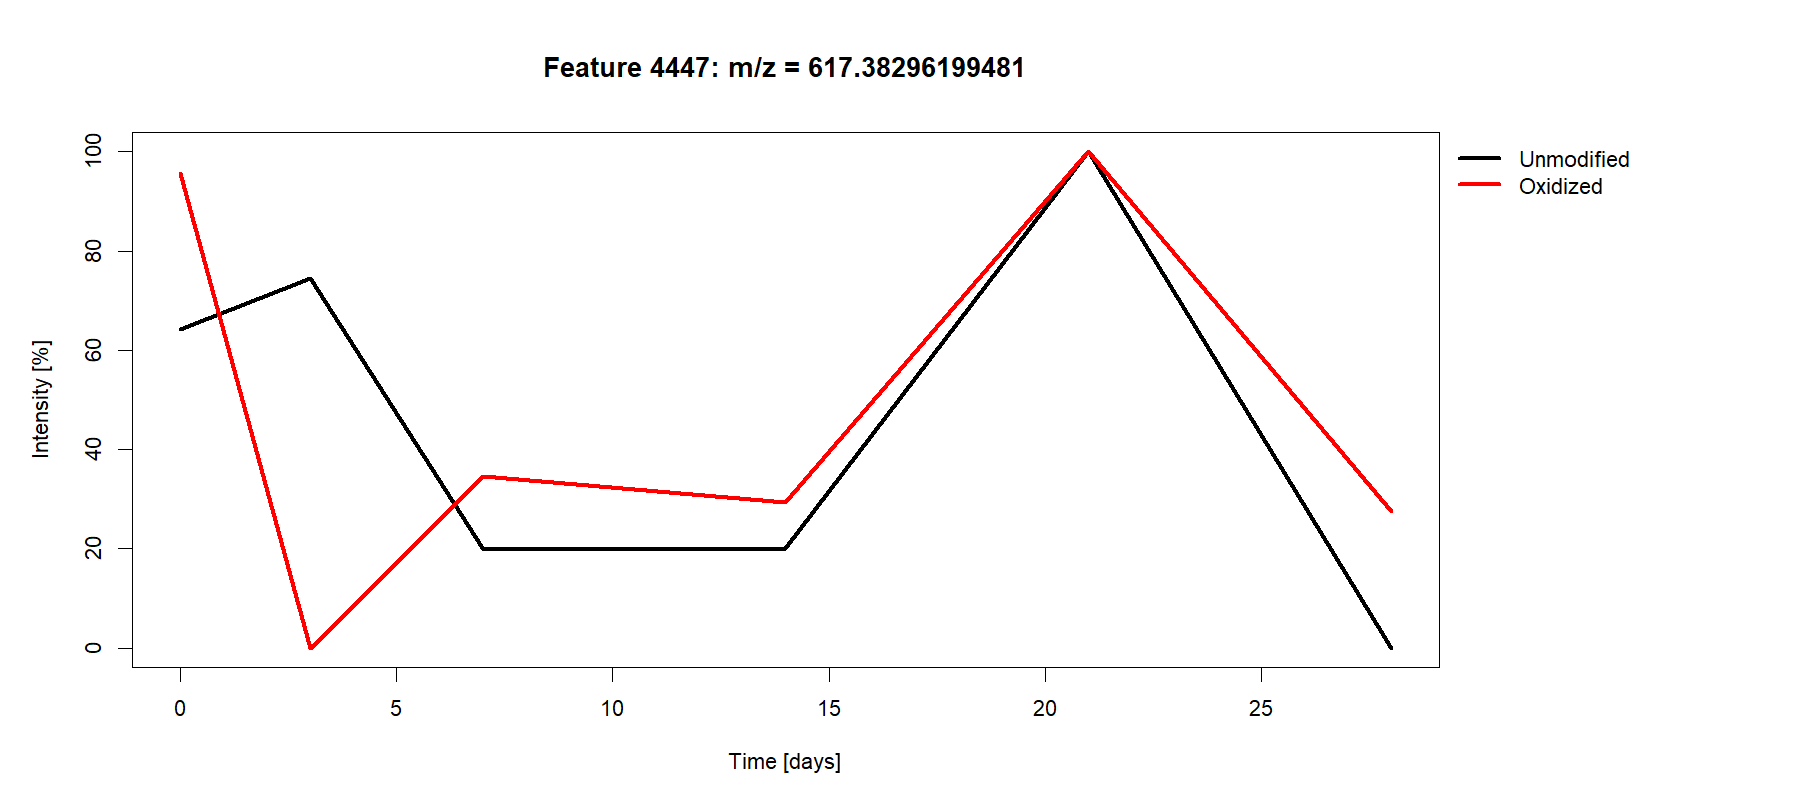 Feature 4447: m/z = 617.38296199481
Unmodified
Oxidized
Intensity [%]
100
80
60
40
20
0
0 5 10 15 20 25
Time [days]